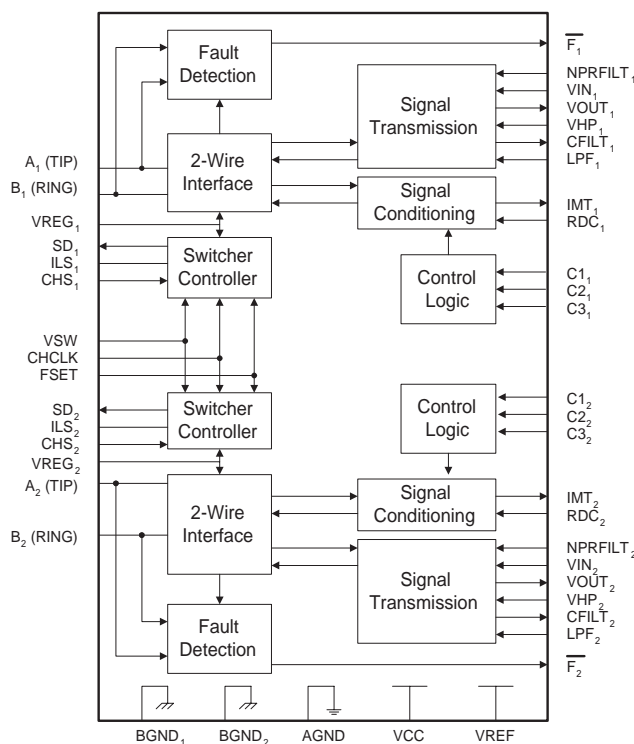 Fault
Detection
F₁
NPRFILT₁
VIN₁
VOUT₁
VHP₁
CFILT₁
LPF₁
Signal
Transmission
A₁ (TIP)
B₁ (RING)
2-Wire
Interface
Signal
Conditioning
IMT₁
RDC₁
VREG₁
SD₁
ILS₁
CHS₁
Switcher
Controller
Control
Logic
C1₁
C2₁
C3₁
VSW
CHCLK
FSET
SD₂
ILS₂
CHS₂
VREG₂
Switcher
Controller
Control
Logic
C1₂
C2₂
C3₂
A₂ (TIP)
B₂ (RING)
2-Wire
Interface
Signal
Conditioning
IMT₂
RDC₂
Signal
Transmission
NPRFILT₂
VIN₂
VOUT₂
VHP₂
CFILT₂
LPF₂
Fault
Detection
F₂
BGND₁ BGND₂ AGND VCC VREF